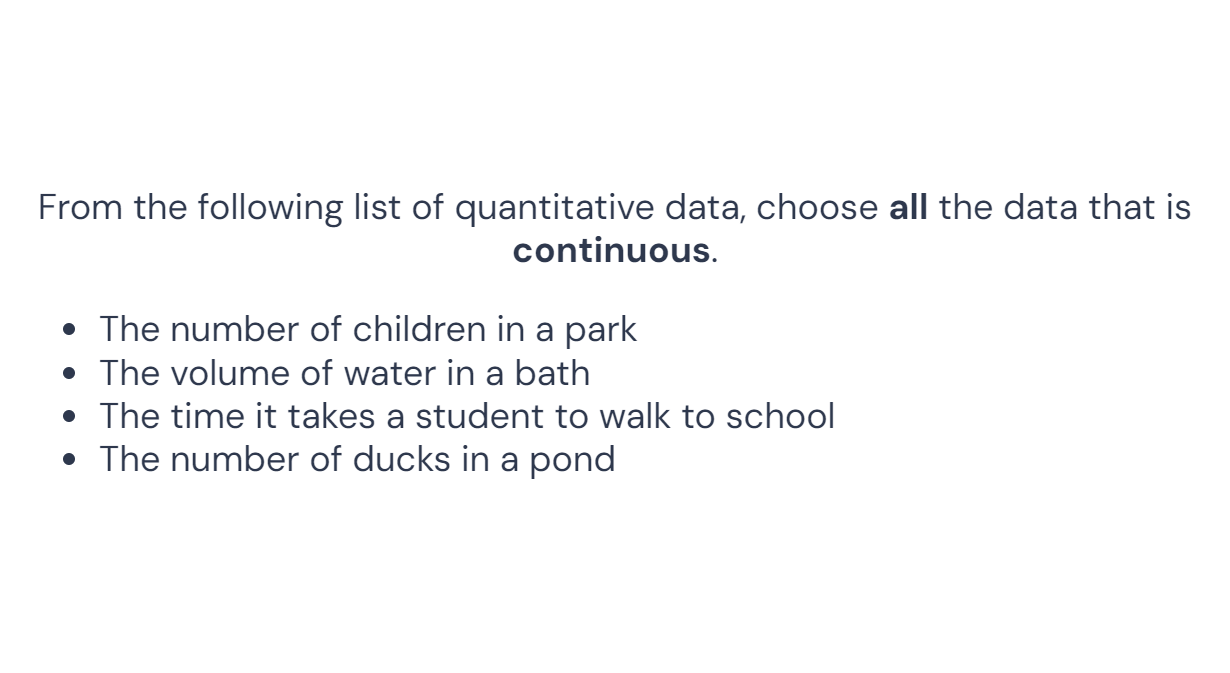 From the following list of quantitative data, choose all the data that is
continuous.
• The number of children in a park
• The volume of water in a bath
• The time it takes a student to walk to school
• The number of ducks in a pond